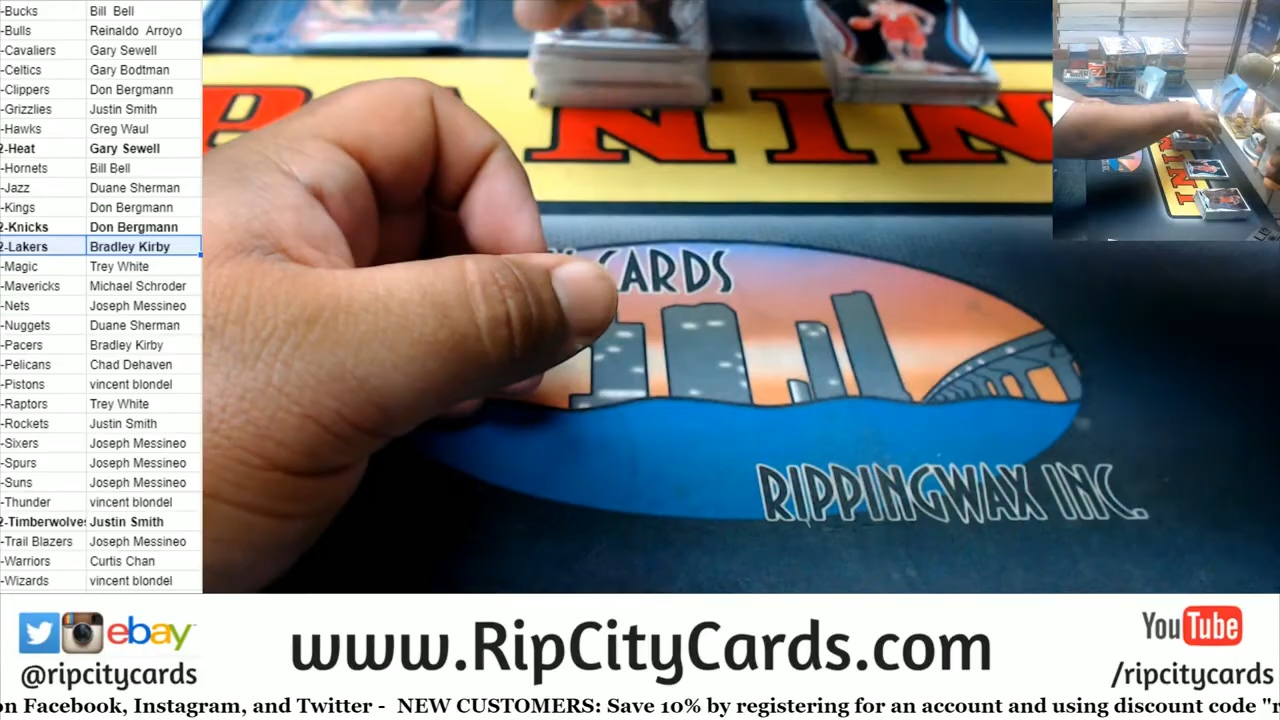 -Bucks Bill Bell
-Bulls Reinaldo Arroyo
-Cavaliers Gary Sewell
-Celtics Gary Bodtman
-Clippers Don Bergmann
-Grizzlies Justin Smith
-Hawks Greg Waul
2-Heat Gary Sewell
-Hornets Bill Bell
-Jazz Duane Sherman
-Kings Don Bergmann
2-Knicks Don Bergmann
2-Lakers Bradley Kirby
-Magic Trey White
-Mavericks Michael Schroder
-Nets Joseph Messineo
-Nuggets Duane Sherman
-Pacers Bradley Kirby
-Pelicans Chad Dehaven
-Pistons vincent blondel
-Raptors Trey White
-Rockets Justin Smith
-Sixers Joseph Messineo
-Spurs Joseph Messineo
-Suns Joseph Messineo
-Thunder vincent blondel
2-Timberwolves Justin Smith
-Trail Blazers Joseph Messineo
-Warriors Curtis Chan
-Wizards vincent blondel
PANINI
CARDS
RIPPINGWAX INC.
ebay
@ripcitycards
www.RipCityCards.com
YouTube
/ripcitycards
on Facebook, Instagram, and Twitter - NEW CUSTOMERS: Save 10% by registering for an account and using discount code "